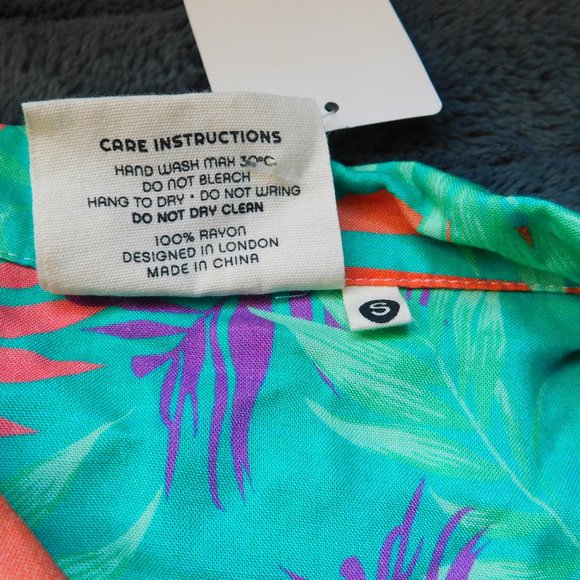 CARE INSTRUCTIONS
HAND WASH MAX 30°C.
DO NOT BLEACH
HANG TO DRY • DO NOT WRING
DO NOT DRY CLEAN
100% RAYON
DESIGNED IN LONDON
MADE IN CHINA
S